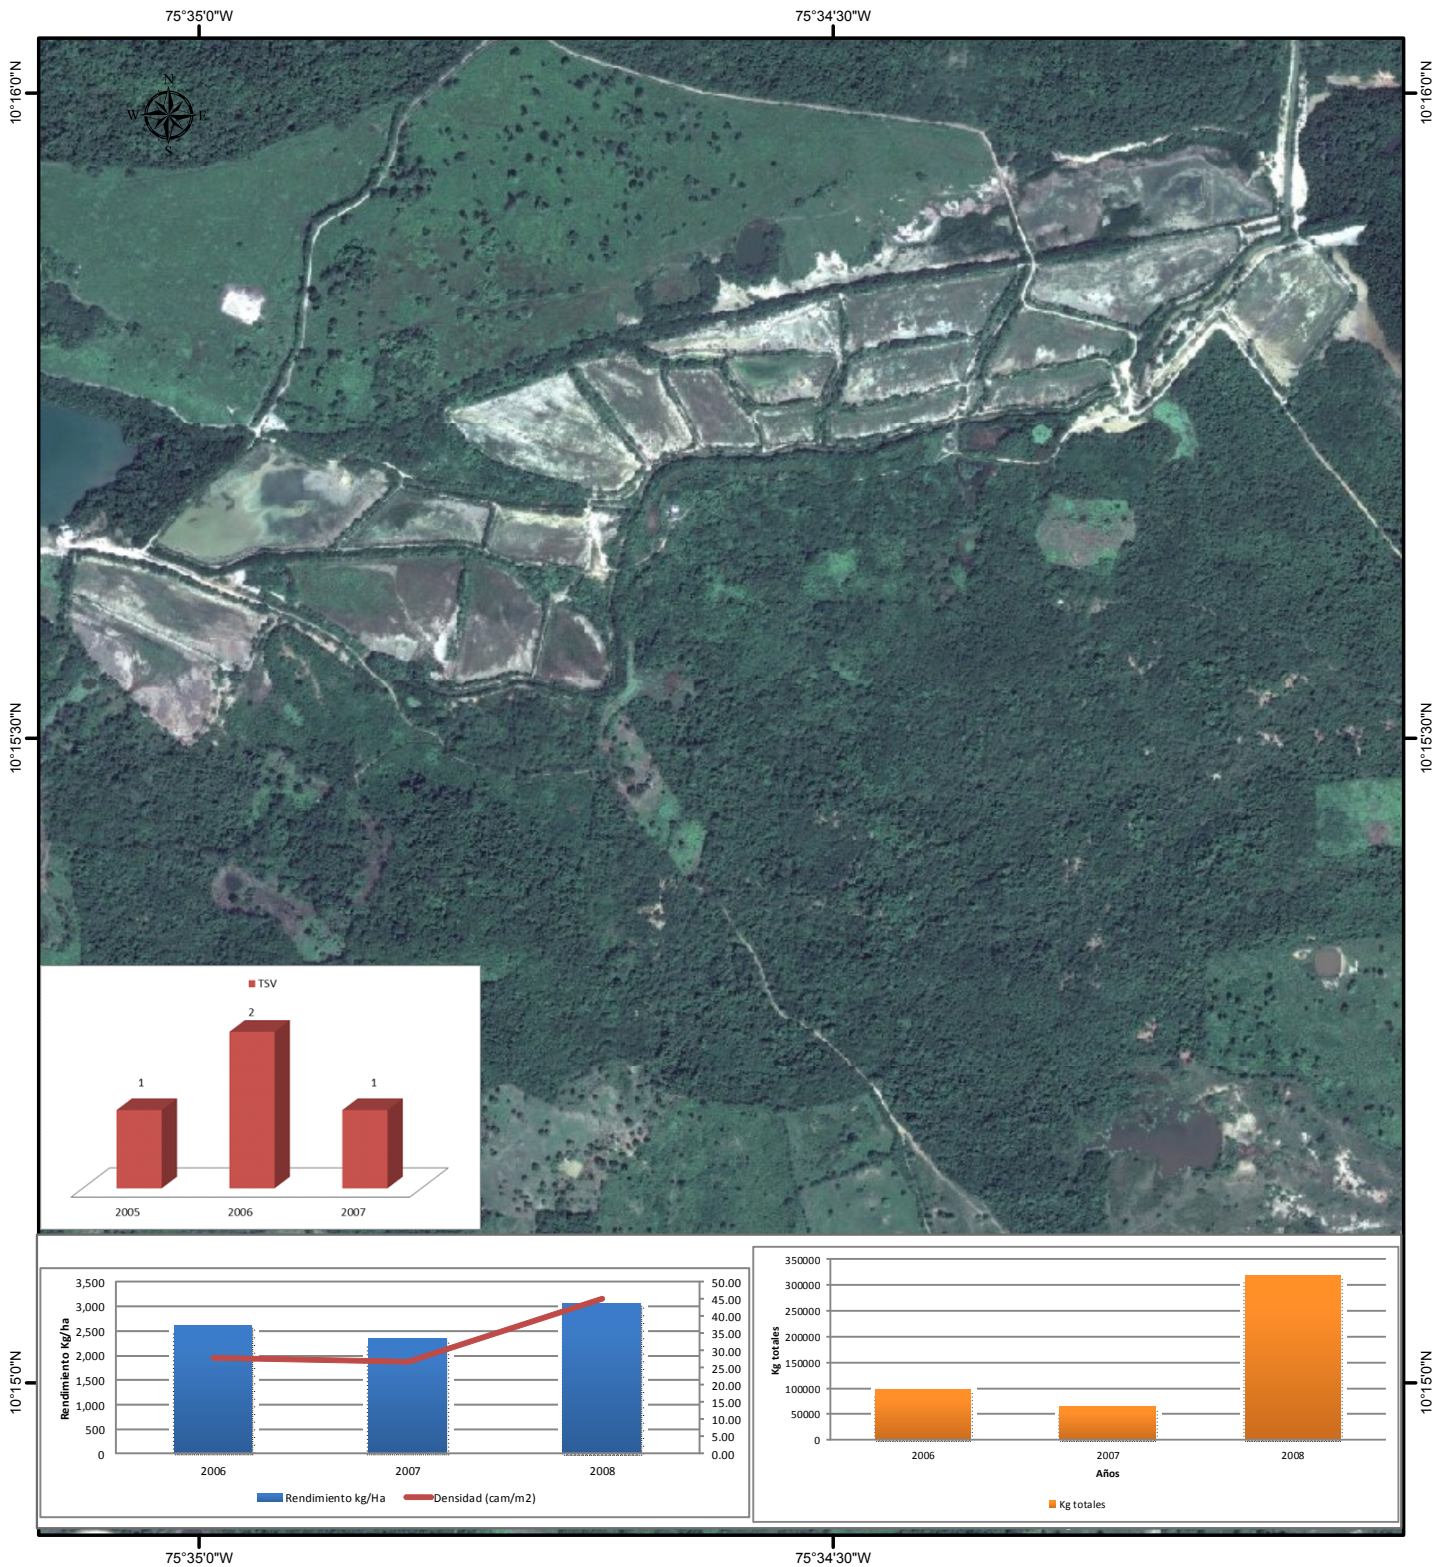 75°35'0"W 75°34'30"W
10°16'0"N 10°16'0"N
N
W E
S
10°15'30"N 10°15'30"N
TSV
2
1 1
2005 2006 2007
10°15'0"N 10°15'0"N
Rendimiento Kg/ha
3,500
3,000
2,500
2,000
1,500
1,000
500
0
50.00
45.00
40.00
35.00
30.00
25.00
20.00
15.00
10.00
5.00
0.00
2006 2007 2008
Rendimiento kg/Ha Densidad (cam/m2)
Kg totales
350000
300000
250000
200000
150000
100000
50000
0
2006 2007 2008
Años
Kg totales
75°35'0"W 75°34'30"W